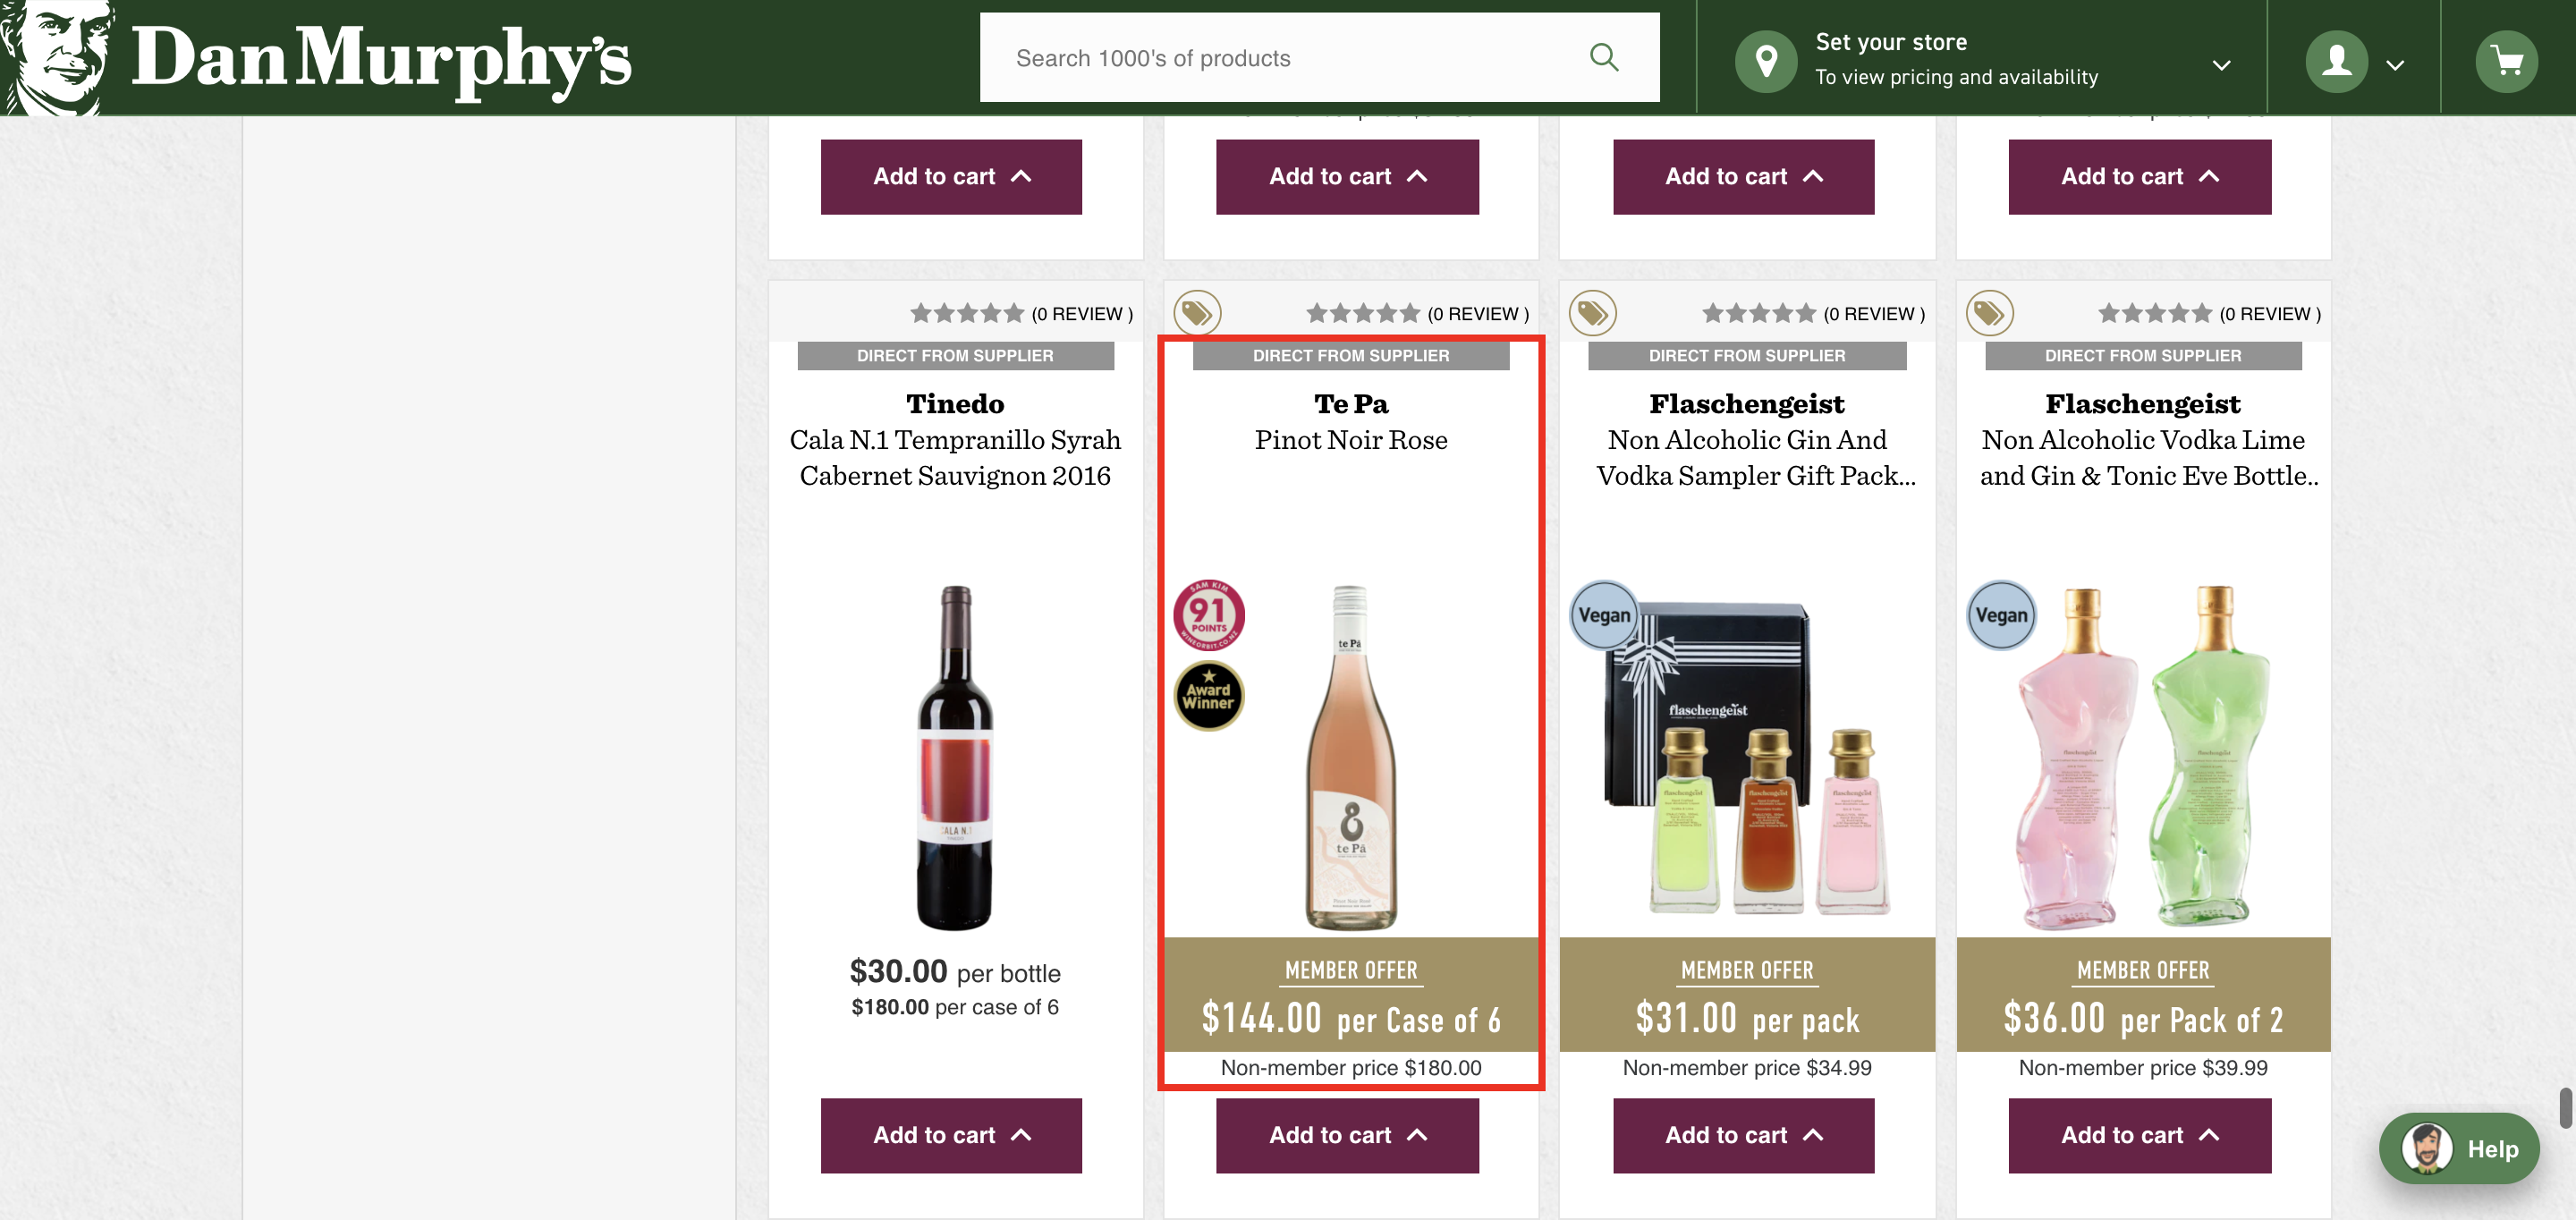 Dan Murphy's
Search 1000's of products
Set your store
To view pricing and availability
Add to cart
Add to cart
Add to cart
Add to cart
(0 REVIEW )
DIRECT FROM SUPPLIER
Tinedo
Cala N.1 Tempranillo Syrah
Cabernet Sauvignon 2016
CALA N.1
$30.00 per bottle
$180.00 per case of 6
Add to cart
(0 REVIEW )
DIRECT FROM SUPPLIER
Te Pa
Pinot Noir Rose
SAM KIM
91
POINTS
WINEORBIT.CO.NZ
Award
Winner
te Pā
te Pā
MEMBER OFFER
$144.00 per Case of 6
Non-member price $180.00
Add to cart
(0 REVIEW )
DIRECT FROM SUPPLIER
Flaschengeist
Non Alcoholic Gin And
Vodka Sampler Gift Pack...
Vegan
flaschengeist
flaschengeist
flaschengeist
flaschengeist
MEMBER OFFER
$31.00 per pack
Non-member price $34.99
Add to cart
(0 REVIEW )
DIRECT FROM SUPPLIER
Flaschengeist
Non Alcoholic Vodka Lime
and Gin & Tonic Eve Bottle..
Vegan
flaschengeist
flaschengeist
MEMBER OFFER
$36.00 per Pack of 2
Non-member price $39.99
Add to cart
Help